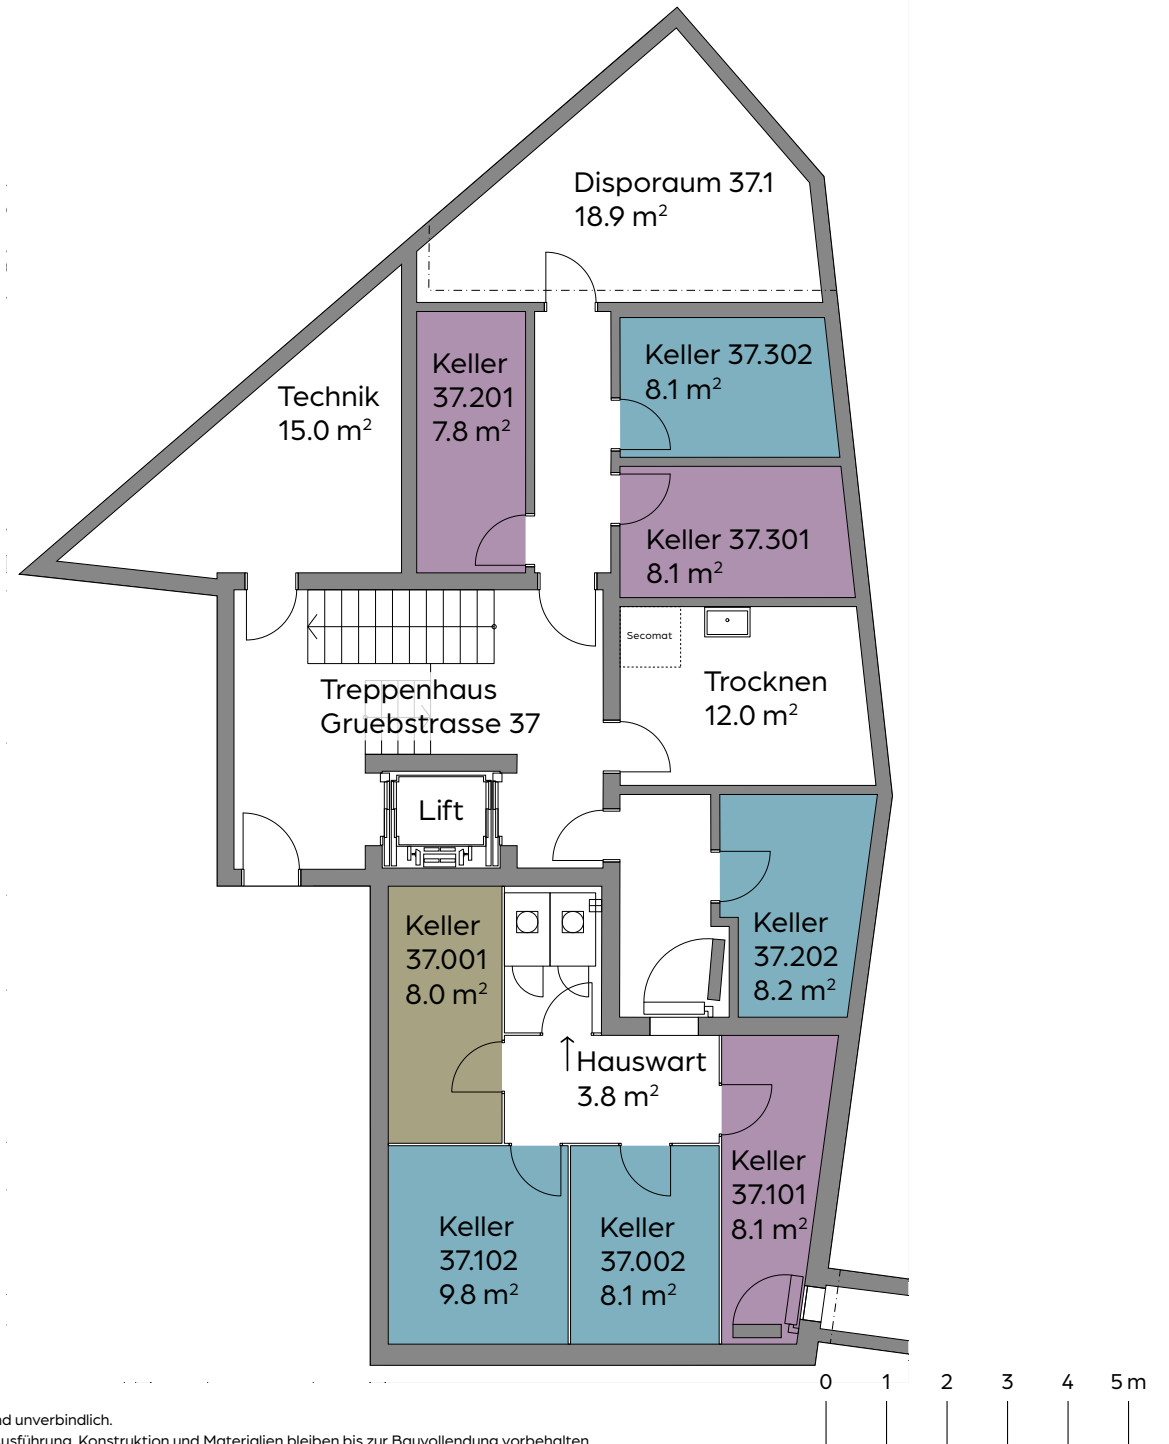 Disporaum 37.1
18.9 m²
Keller 37.302
8.1 m²
Keller
37.201
7.8 m²
Technik
15.0 m²
Keller 37.301
8.1 m²
Secomat
Trocknen
12.0 m²
Treppenhaus
Gruebstrasse 37
Lift
Keller
37.001
8.0 m²
Keller
37.202
8.2 m²
Hauswart
3.8 m²
Keller
37.101
8.1 m²
Keller
37.102
9.8 m²
Keller
37.002
8.1 m²
0 1 2 3 4 5 m
unverbindlich.
Konstruktion und Materialien bleiben bis zur Bauvollendung vorbehalten